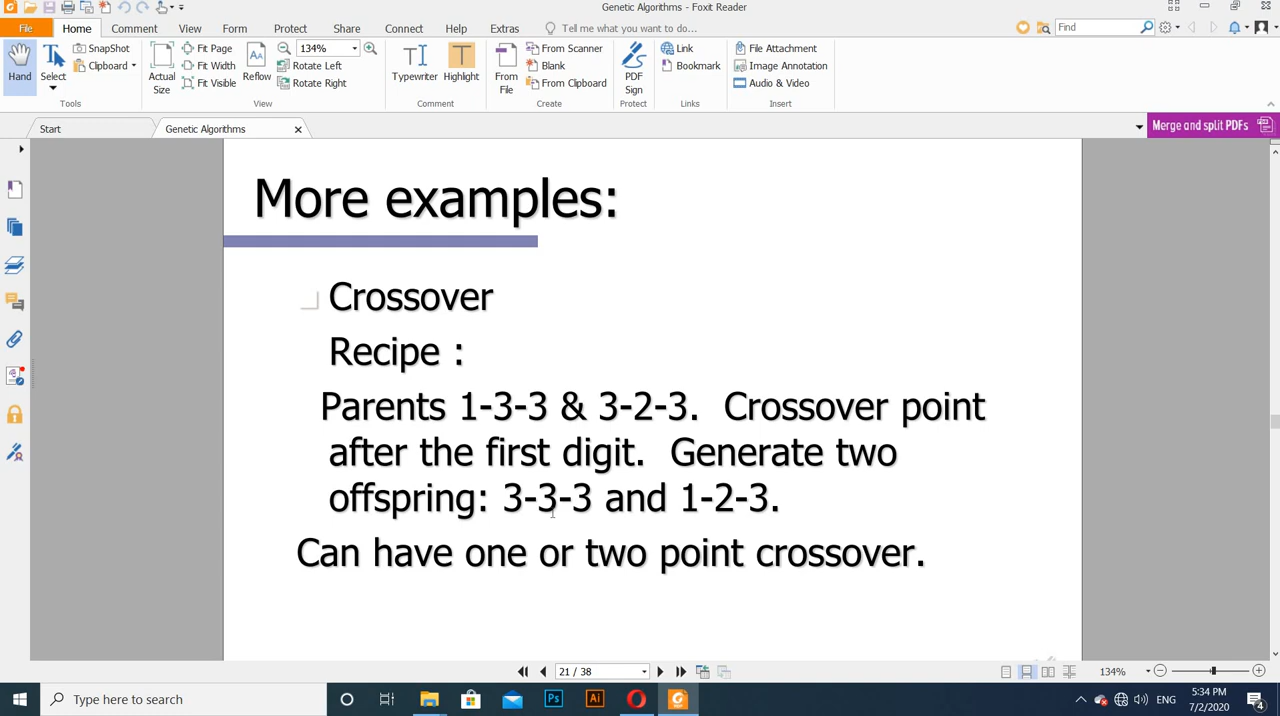 Genetic Algorithms - Foxit Reader
File Home Comment View Form Protect Share Connect Help Extras Tell me what you want to do... Find
Hand
Select
SnapShot
Clipboard
Tools
Actual Size
Fit Page
Fit Width
Fit Visible
Reflow
134%
Rotate Left
Rotate Right
View
Typewriter
Highlight
Comment
From File
From Scanner
Blank
From Clipboard
Create
PDF Sign
Protect
Link
Bookmark
Links
File Attachment
Image Annotation
Audio & Video
Insert
Start Genetic Algorithms Merge and split PDFs
More examples:
Crossover
Recipe :
Parents 1-3-3 & 3-2-3. Crossover point
after the first digit. Generate two
offspring: 3-3-3 and 1-2-3.
Can have one or two point crossover.
21 / 38 134%
Type here to search
Ps Ai ENG
5:34 PM
7/2/2020
4